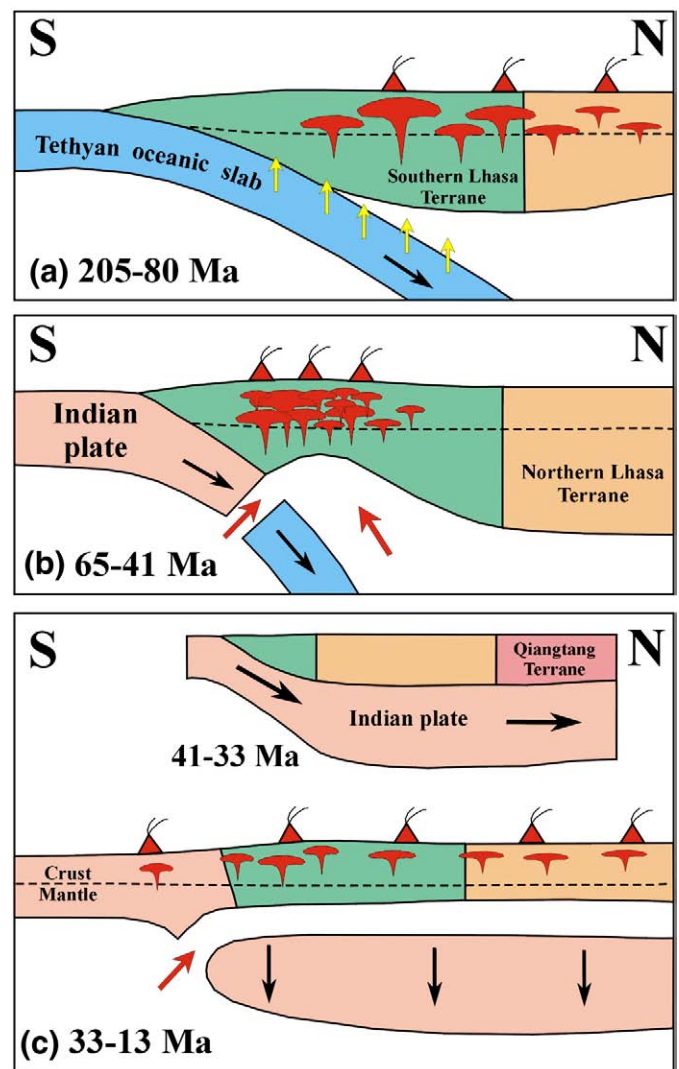 S N
Tethyan oceanic slab
Southern Lhasa
Terrane
(a) 205-80 Ma
S N
Indian
plate
Northern Lhasa
Terrane
(b) 65-41 Ma
S N
Qiangtang
Terrane
Indian plate
41-33 Ma
Crust
Mantle
(c) 33-13 Ma